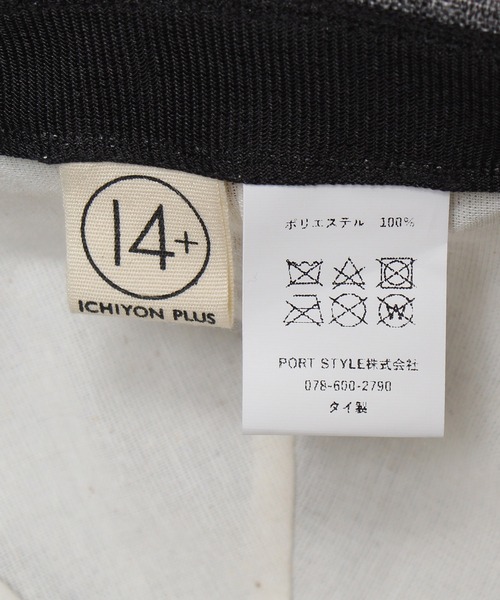 14+
ICHIYON PLUS
ポリエステル 100%
PORT STYLE株式会社
078-600-2790
タイ製